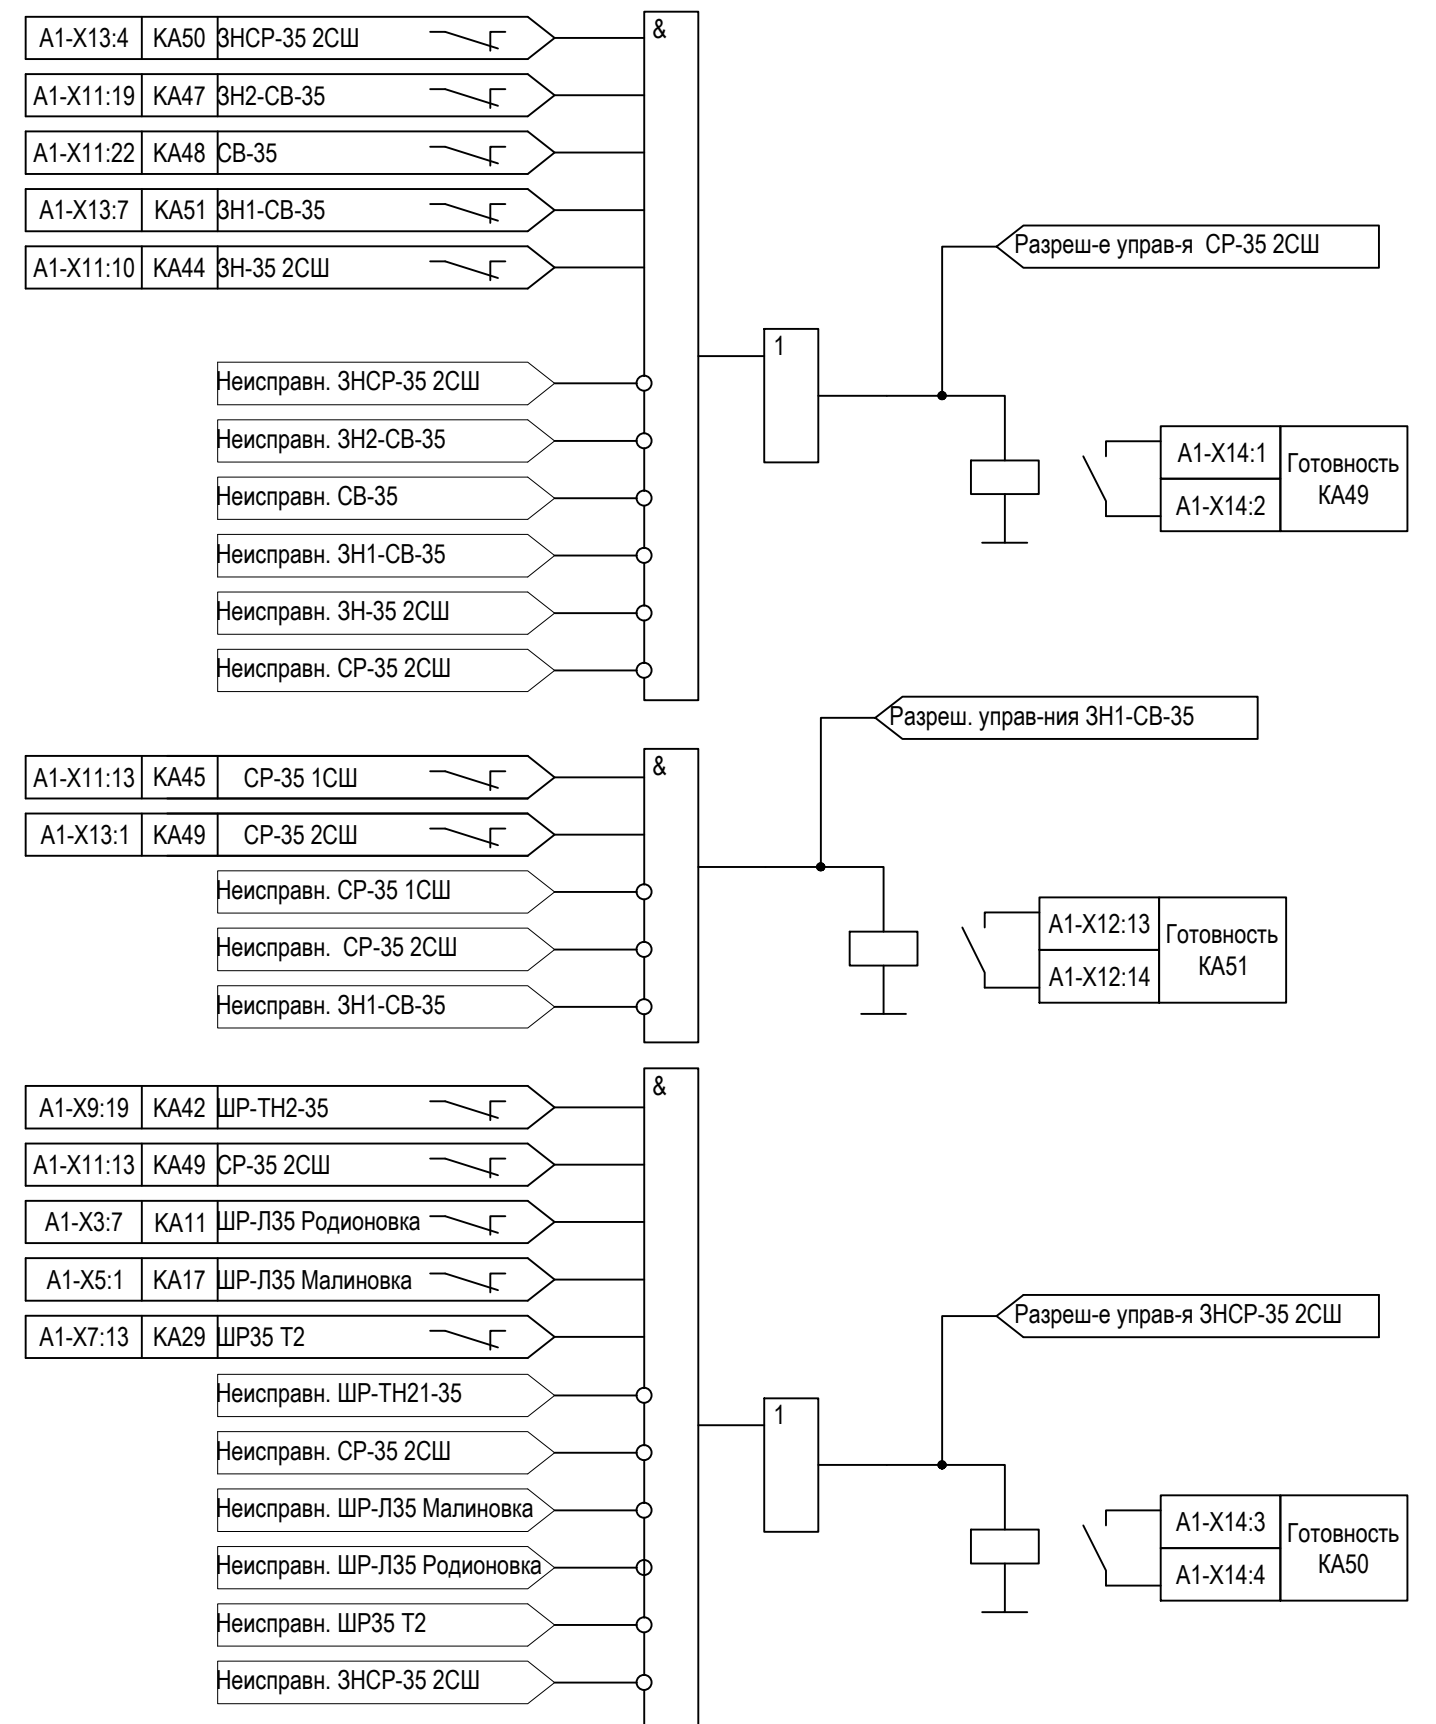 A1-X13:4 KA50 ЗНСР-35 2СШ
&
A1-X11:19 KA47 ЗН2-СВ-35
A1-X11:22 KA48 СВ-35
A1-X13:7 KA51 ЗН1-СВ-35
A1-X11:10 KA44 ЗН-35 2СШ
Разреш-е управ-я СР-35 2СШ
1
Неисправн. ЗНСР-35 2СШ
Неисправн. ЗН2-СВ-35
Неисправн. СВ-35
Неисправн. ЗН1-СВ-35
Неисправн. ЗН-35 2СШ
Неисправн. СР-35 2СШ
A1-X14:1
A1-X14:2
Готовность
КА49
Разреш. управ-ния ЗН1-СВ-35
A1-X11:13 KA45 СР-35 1СШ
&
A1-X13:1 KA49 СР-35 2СШ
Неисправн. СР-35 1СШ
Неисправн. СР-35 2СШ
Неисправн. ЗН1-СВ-35
A1-X12:13
A1-X12:14
Готовность
КА51
&
A1-X9:19 KA42 ШР-ТН2-35
A1-X11:13 KA49 СР-35 2СШ
A1-X3:7 KA11 ШР-Л35 Родионовка
A1-X5:1 KA17 ШР-Л35 Малиновка
A1-X7:13 KA29 ШР35 Т2
Разреш-е управ-я ЗНСР-35 2СШ
1
Неисправн. ШР-ТН21-35
Неисправн. СР-35 2СШ
Неисправн. ШР-Л35 Малиновка
Неисправн. ШР-Л35 Родионовка
Неисправн. ШР35 Т2
Неисправн. ЗНСР-35 2СШ
A1-X14:3
A1-X14:4
Готовность
КА50